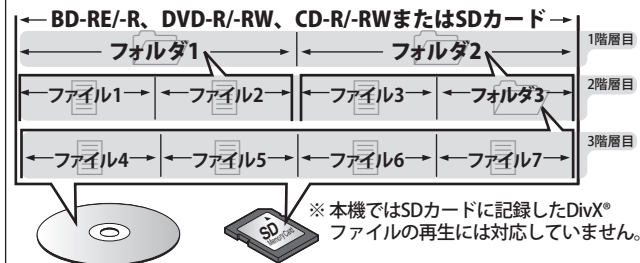 BD-RE/-R、DVD-R/-RW、CD-R/-RWまたはSDカード
フォルダ1 フォルダ2 1階層目
ファイル1 ファイル2 ファイル3 フォルダ3 2階層目
3階層目
ファイル4 ファイル5 ファイル6 ファイル7
SD
MemoryCard
※ 本機ではSDカードに記録したDivX®
ファイルの再生には対応していません。